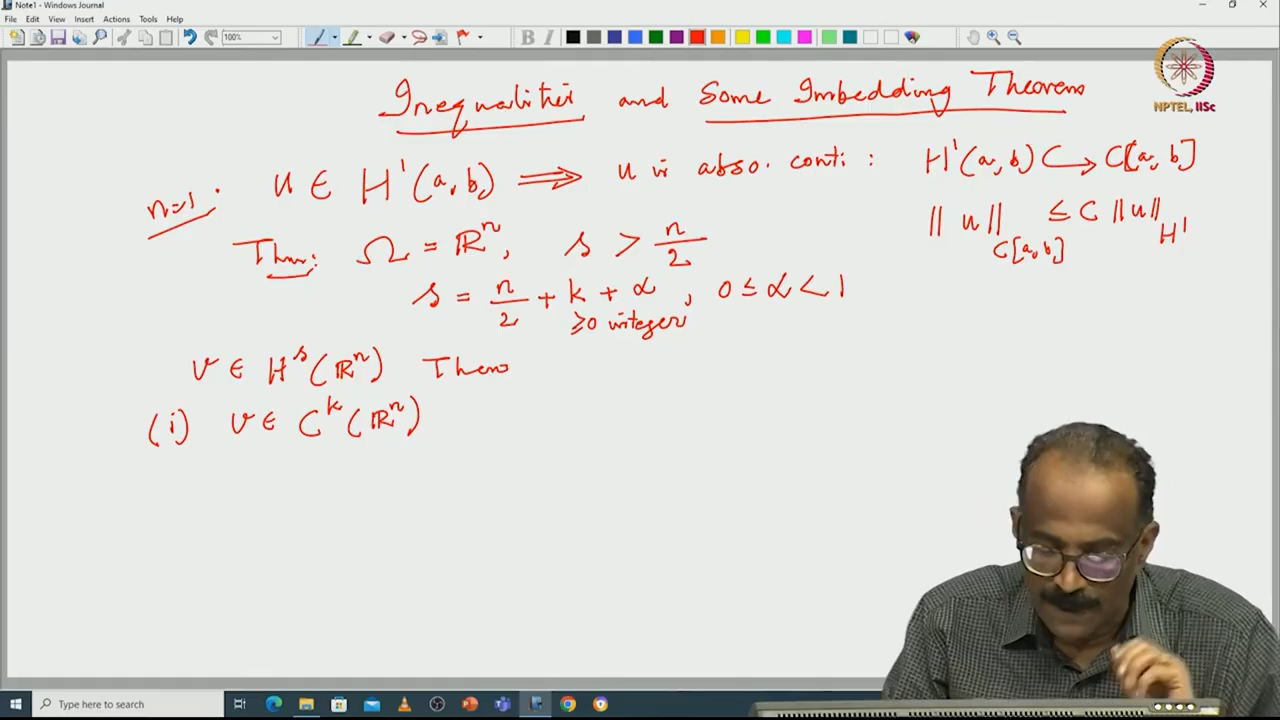 Note1 - Windows Journal
File Edit View Insert Actions Tools Help
100%
B I
NPTEL, IISc
Inequalities and Some Imbedding Theorem
n=1: u ∈ H¹(a, b) ⟹ u is abso. conti : H¹(a, b) ↪ C[a, b]
‖u‖_{C[a, b]} ≤ C ‖u‖_{H¹}
Thm: Ω = ℝⁿ, s > n/2
s = n/2 + k + α, 0 ≤ α < 1
≥0 integer
v ∈ Hˢ(ℝⁿ) Then
(i) v ∈ Cᵏ(ℝⁿ)
Type here to search